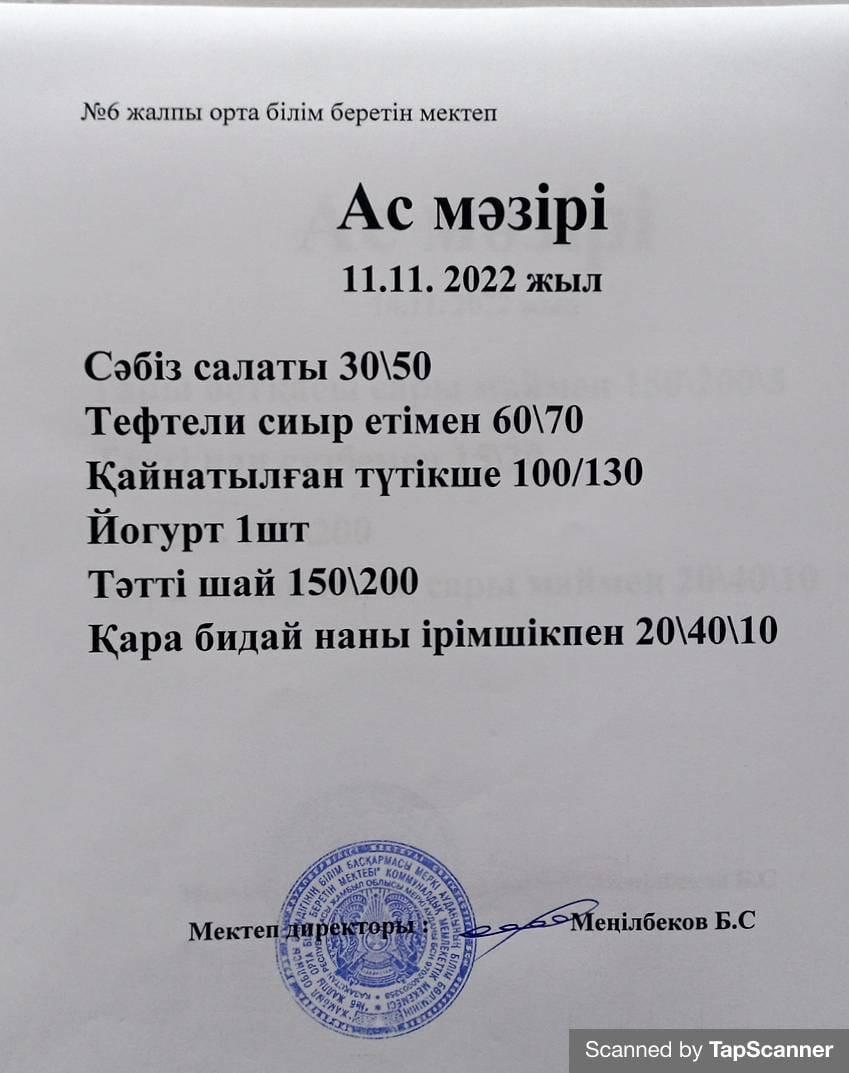 №6 жалпы орта білім беретін мектеп
Ас мәзірі
11.11. 2022 жыл
Сәбіз салаты 30\50
Тефтели сиыр етімен 60\70
Қайнатылған түтікше 100/130
Йогурт 1шт
Тәтті шай 150\200
Қара бидай наны ірімшікпен 20\40\10
Мектеп директоры : Меңілбеков Б.С
Scanned by TapScanner